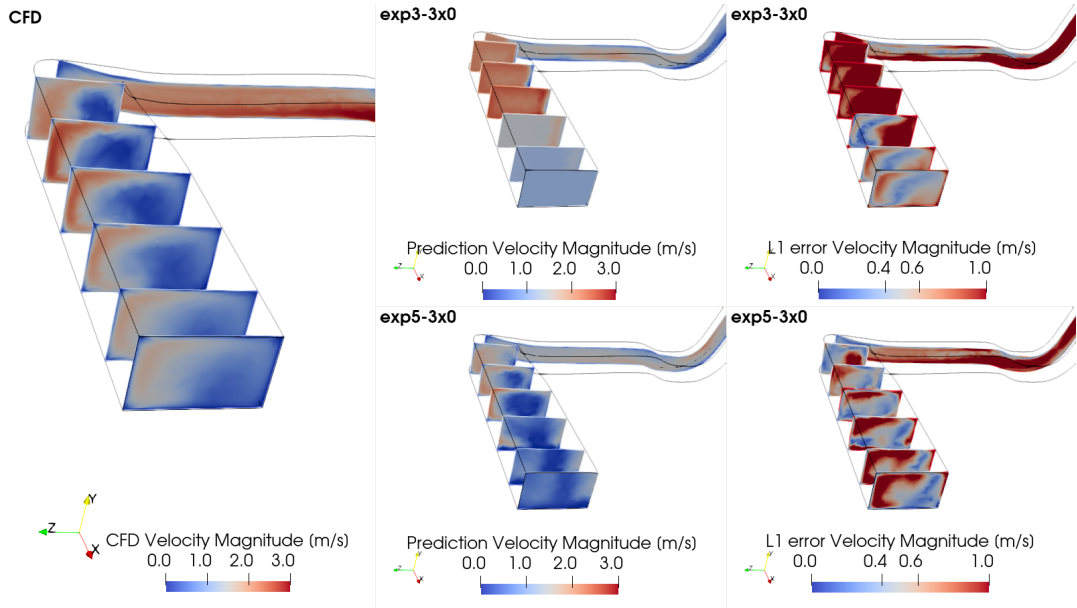 CFD
Y
Z
X
CFD Velocity Magnitude (m/s)
0.0 1.0 2.0 3.0
exp3-3x0
Z
X
Prediction Velocity Magnitude (m/s)
0.0 1.0 2.0 3.0
exp3-3x0
Z
X
L1 error Velocity Magnitude (m/s)
0.0 0.4 0.6 1.0
exp5-3x0
Z
X
Prediction Velocity Magnitude (m/s)
0.0 1.0 2.0 3.0
exp5-3x0
Z
X
L1 error Velocity Magnitude (m/s)
0.0 0.4 0.6 1.0